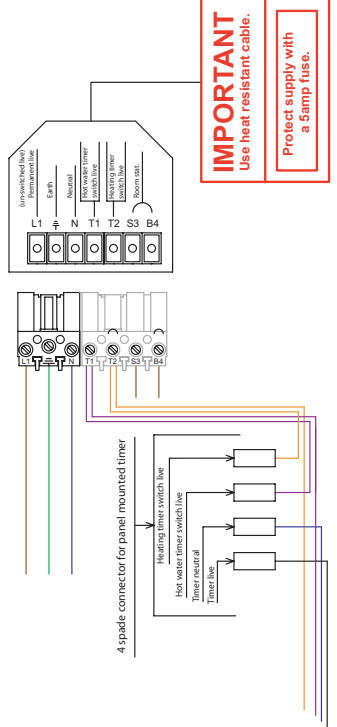 (un-switched live)
Permanent live
Earth
Neutral
Hot water timer
switch live
Heating timer
switch live
Room stat.
L1
N
T1
T2
S3
B4
IMPORTANT
Use heat resistant cable.
Protect supply with
a 5amp fuse.
L1
N
T1
T2
S3
B4
4 spade connector for panel mounted timer
Heating timer switch live
Hot water timer switch live
Timer neutral
Timer live